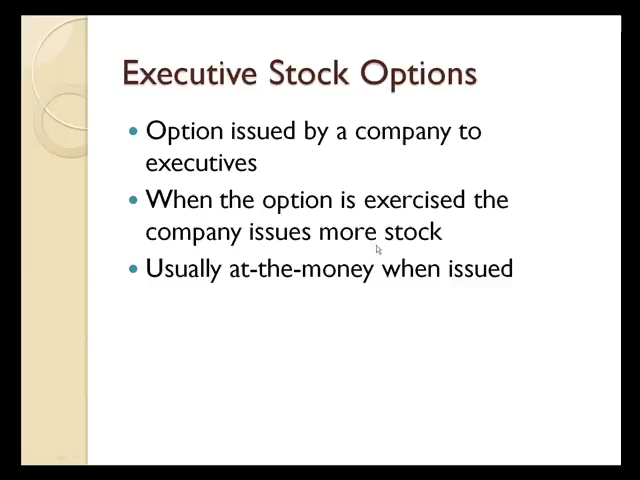 Executive Stock Options
• Option issued by a company to
executives
• When the option is exercised the
company issues more stock
• Usually at-the-money when issued